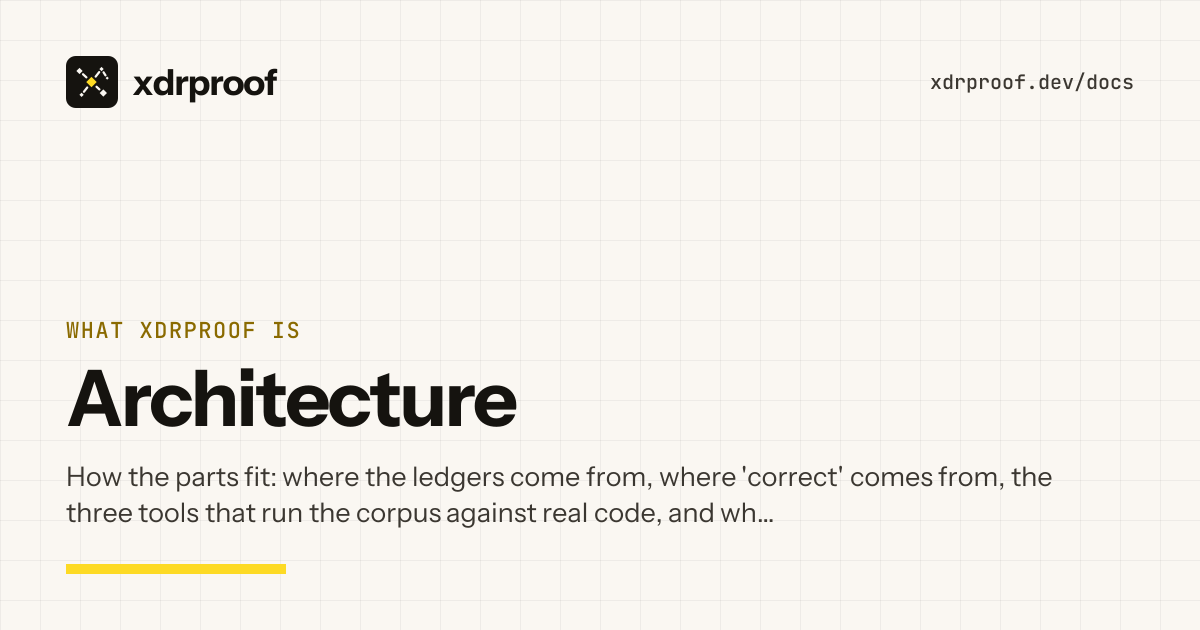 xdrproof
xdrproof.dev/docs
WHAT XDRPROOF IS
Architecture
How the parts fit: where the ledgers come from, where 'correct' comes from, the
three tools that run the corpus against real code, and wh...